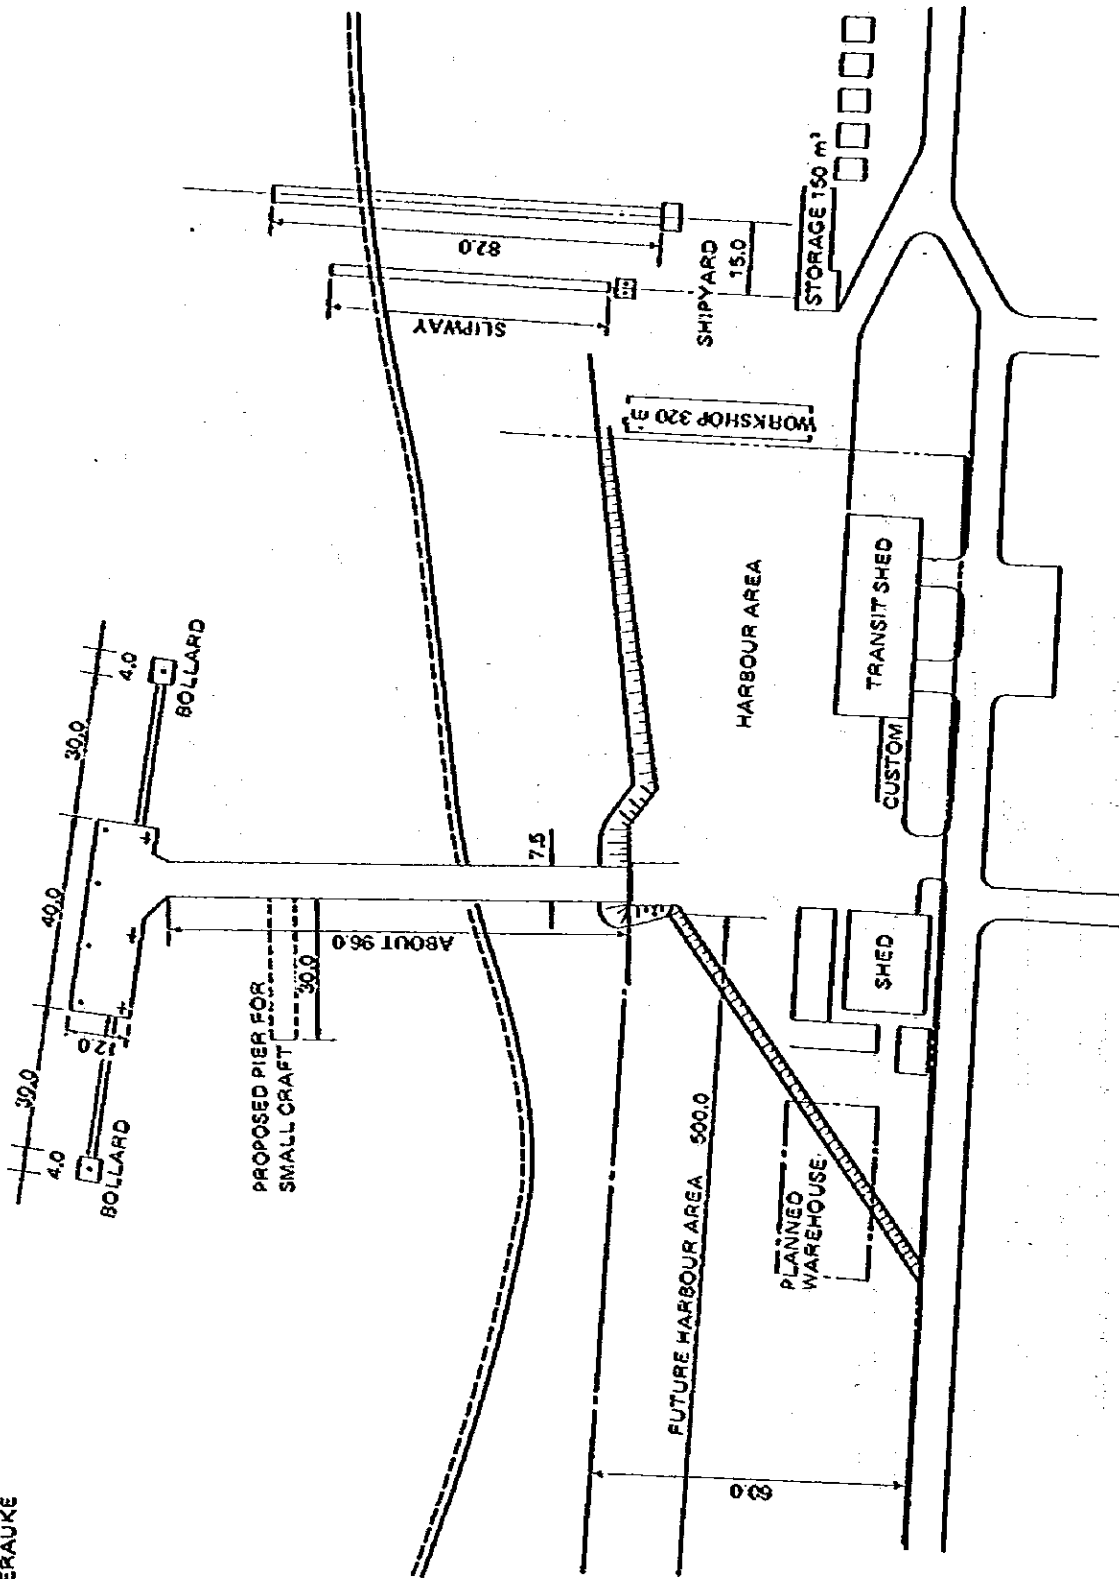 ERAUKE
4.0
30.0
40.0
30.0
4.0
BOLLARD
12.0
BOLLARD
PROPOSED PIER FOR
SMALL CRAFT
30.0
ABOUT 96.0
7.5
SLIPWAY
82.0
SHIPYARD
15.0
WORKSHOP 320 m
STORAGE 150 m²
HARBOUR AREA
FUTURE HARBOUR AREA 500.0
60.0
PLANNED
WAREHOUSE
SHED
CUSTOM
TRANSIT SHED